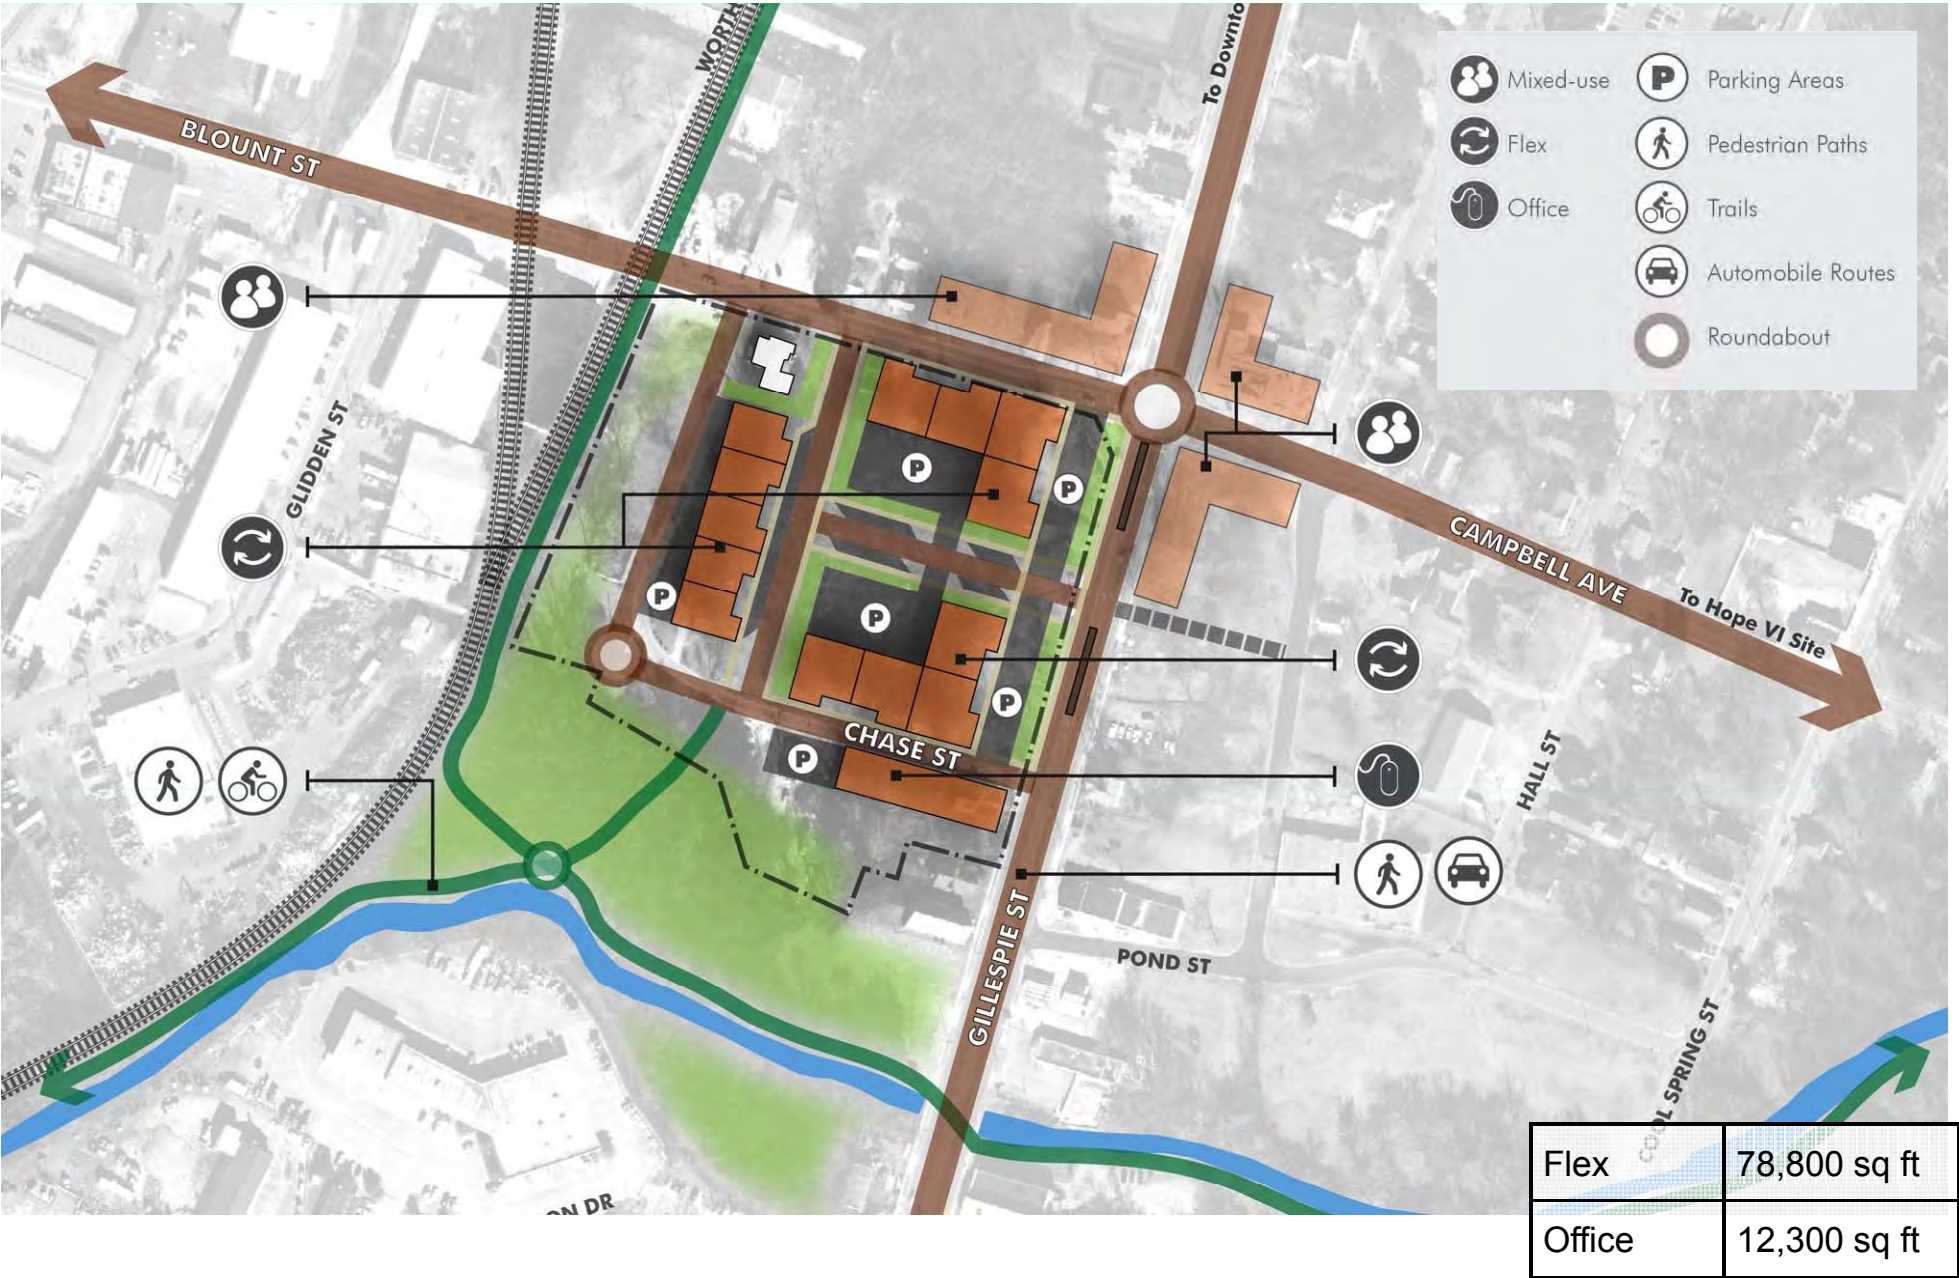 WORTH
To Downto
Mixed-use
Flex
Office
P Parking Areas
Pedestrian Paths
Trails
Automobile Routes
Roundabout
BLOUNT ST
GLIDDEN ST
P
P
P
P
P
P
CAMPBELL AVE
To Hope VI Site
CHASE ST
HALL ST
GILLESPIE ST
POND ST
COOL SPRING ST
ON DR
Flex 78,800 sq ft
Office 12,300 sq ft